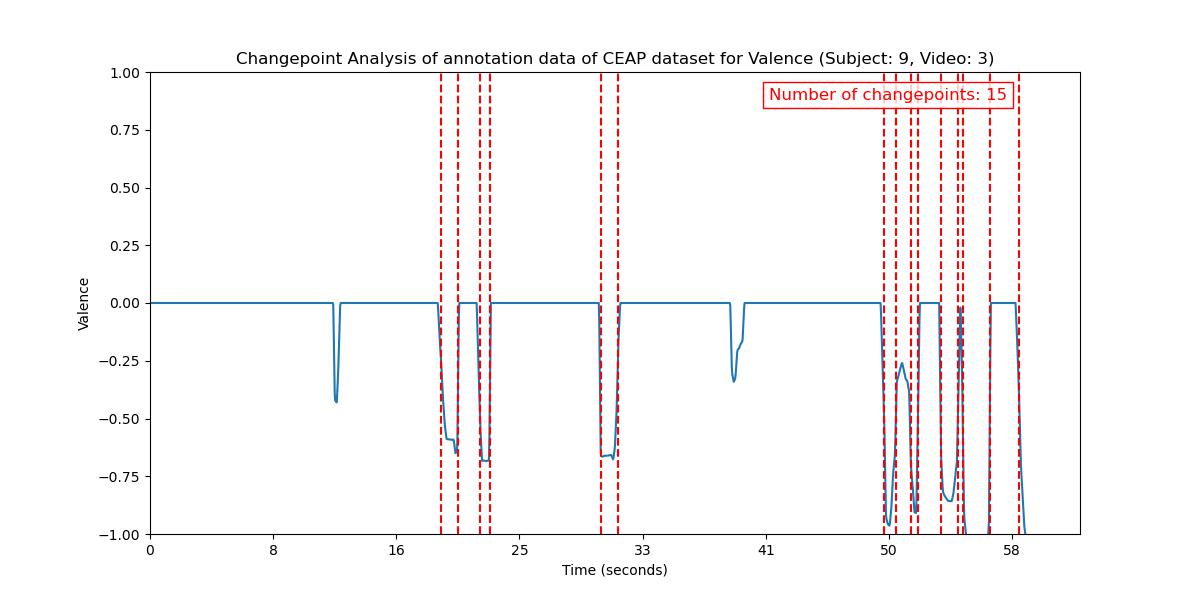 Changepoint Analysis of annotation data of CEAP dataset for Valence (Subject: 9, Video: 3)
Number of changepoints: 15
1.00
0.75
0.50
0.25
0.00
−0.25
−0.50
−0.75
−1.00
Valence
0 8 16 25 33 41 50 58
Time (seconds)